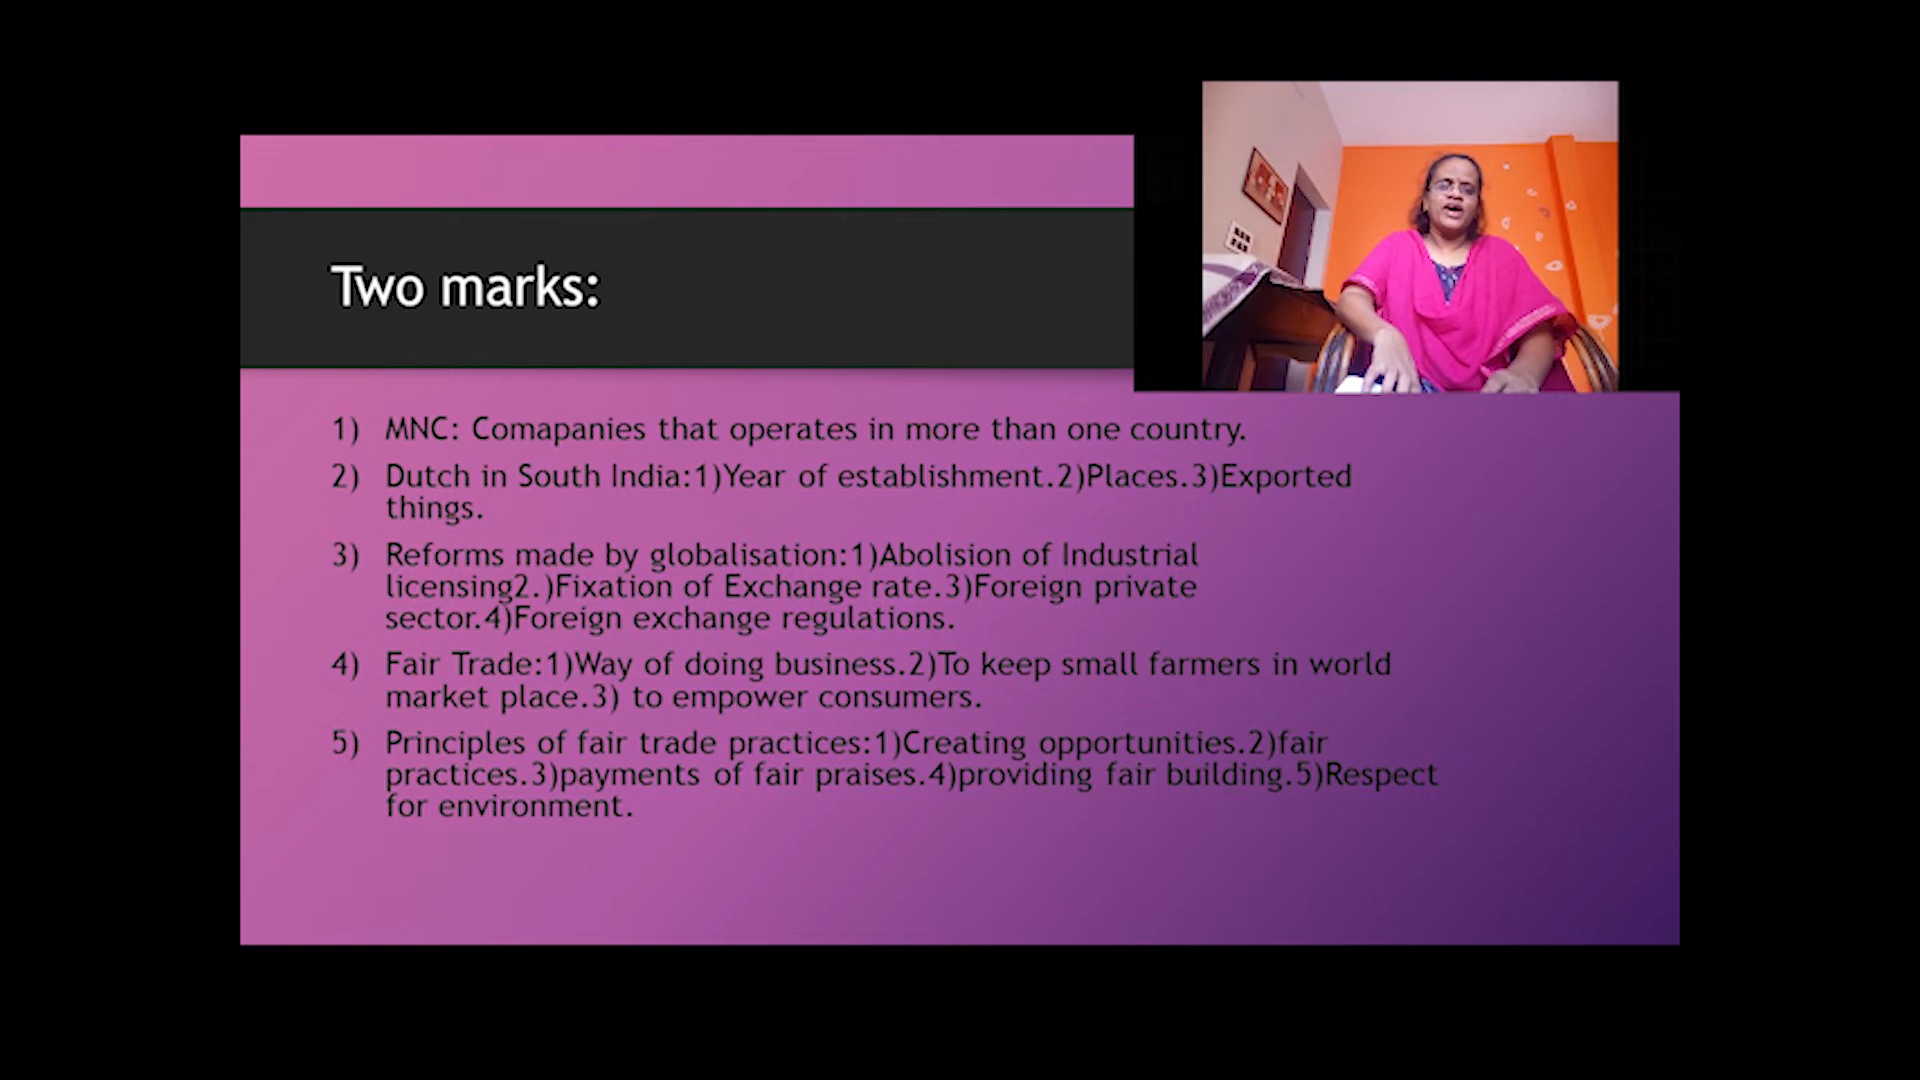 Two marks:
1) MNC: Comapanies that operates in more than one country.
2) Dutch in South India:1)Year of establishment.2)Places.3)Exported
things.
3) Reforms made by globalisation:1)Abolision of Industrial
licensing2.)Fixation of Exchange rate.3)Foreign private
sector.4)Foreign exchange regulations.
4) Fair Trade:1)Way of doing business.2)To keep small farmers in world
market place.3) to empower consumers.
5) Principles of fair trade practices:1)Creating opportunities.2)fair
practices.3)payments of fair praises.4)providing fair building.5)Respect
for environment.